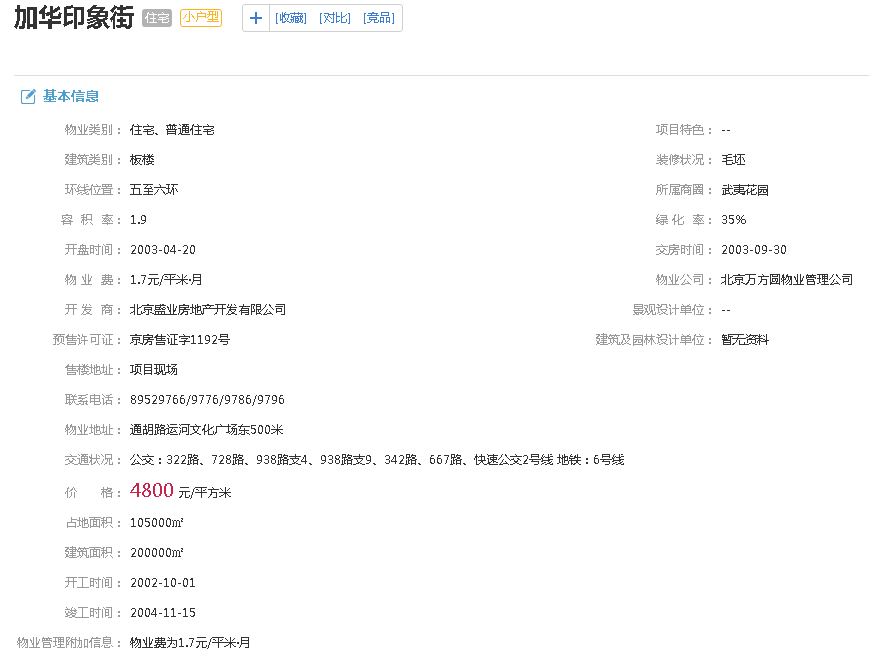 加华印象街 住宅 小户型 + [收藏] [对比] [竞品]
基本信息
物业类别： 住宅、普通住宅 项目特色： --
建筑类别： 板楼 装修状况： 毛坯
环线位置： 五至六环 所属商圈： 武夷花园
容 积 率： 1.9 绿 化 率： 35%
开盘时间： 2003-04-20 交房时间： 2003-09-30
物 业 费： 1.7元/平米·月 物业公司： 北京万方圆物业管理公司
开 发 商： 北京盛业房地产开发有限公司 景观设计单位： --
预售许可证： 京房售证字1192号 建筑及园林设计单位： 暂无资料
售楼地址： 项目现场
联系电话： 89529766/9776/9786/9796
物业地址： 通胡路运河文化广场东500米
交通状况： 公交：322路、728路、938路支4、938路支9、342路、667路、快速公交2号线 地铁：6号线
价 格： 4800 元/平方米
占地面积： 105000㎡
建筑面积： 200000㎡
开工时间： 2002-10-01
竣工时间： 2004-11-15
物业管理附加信息： 物业费为1.7元/平米·月